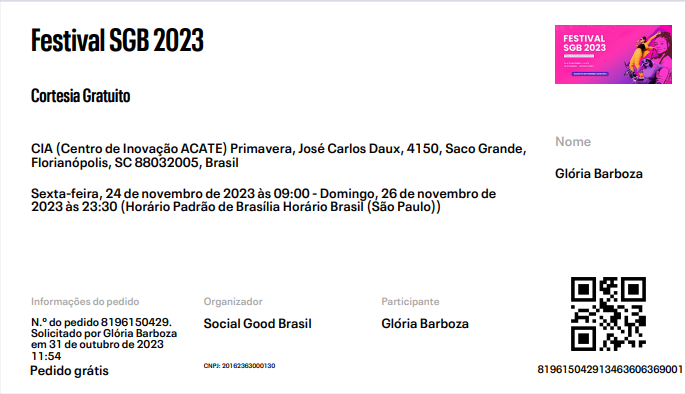 Festival SGB 2023
FESTIVAL
SGB 2023
Cortesia Gratuito
CIA (Centro de Inovação ACATE) Primavera, José Carlos Daux, 4150, Saco Grande,
Florianópolis, SC 88032005, Brasil
Nome
Glória Barboza
Sexta-feira, 24 de novembro de 2023 às 09:00 - Domingo, 26 de novembro de
2023 às 23:30 (Horário Padrão de Brasília Horário Brasil (São Paulo))
Informações do pedido
N.º do pedido 8196150429.
Solicitado por Glória Barboza
em 31 de outubro de 2023
11:54
Pedido grátis
Organizador
Social Good Brasil
CNPJ: 20162363000130
Participante
Glória Barboza
819615042913463606369001